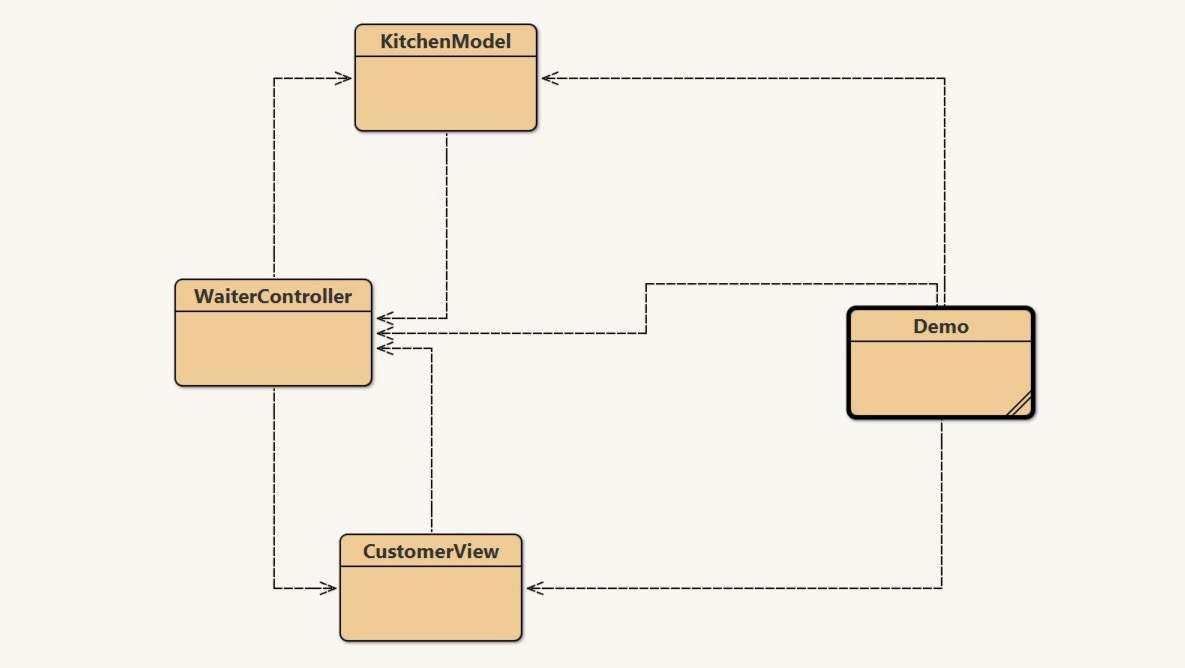 KitchenModel
WaiterController
Demo
CustomerView